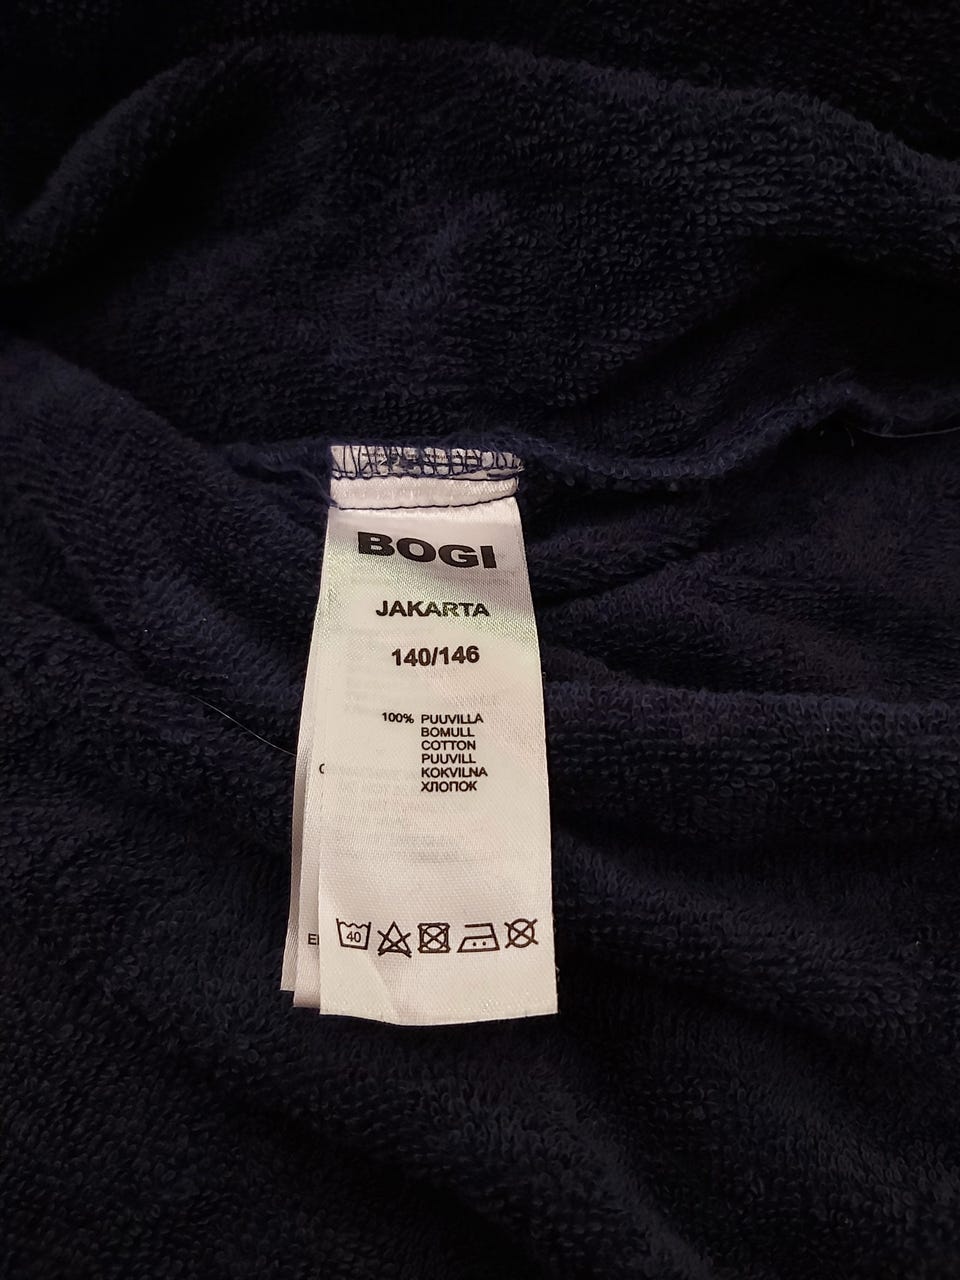 BOGI
JAKARTA
140/146
100% PUUVILLA
BOMULL
COTTON
PUUVILL
KOKVILNA
ХЛОПОК
40